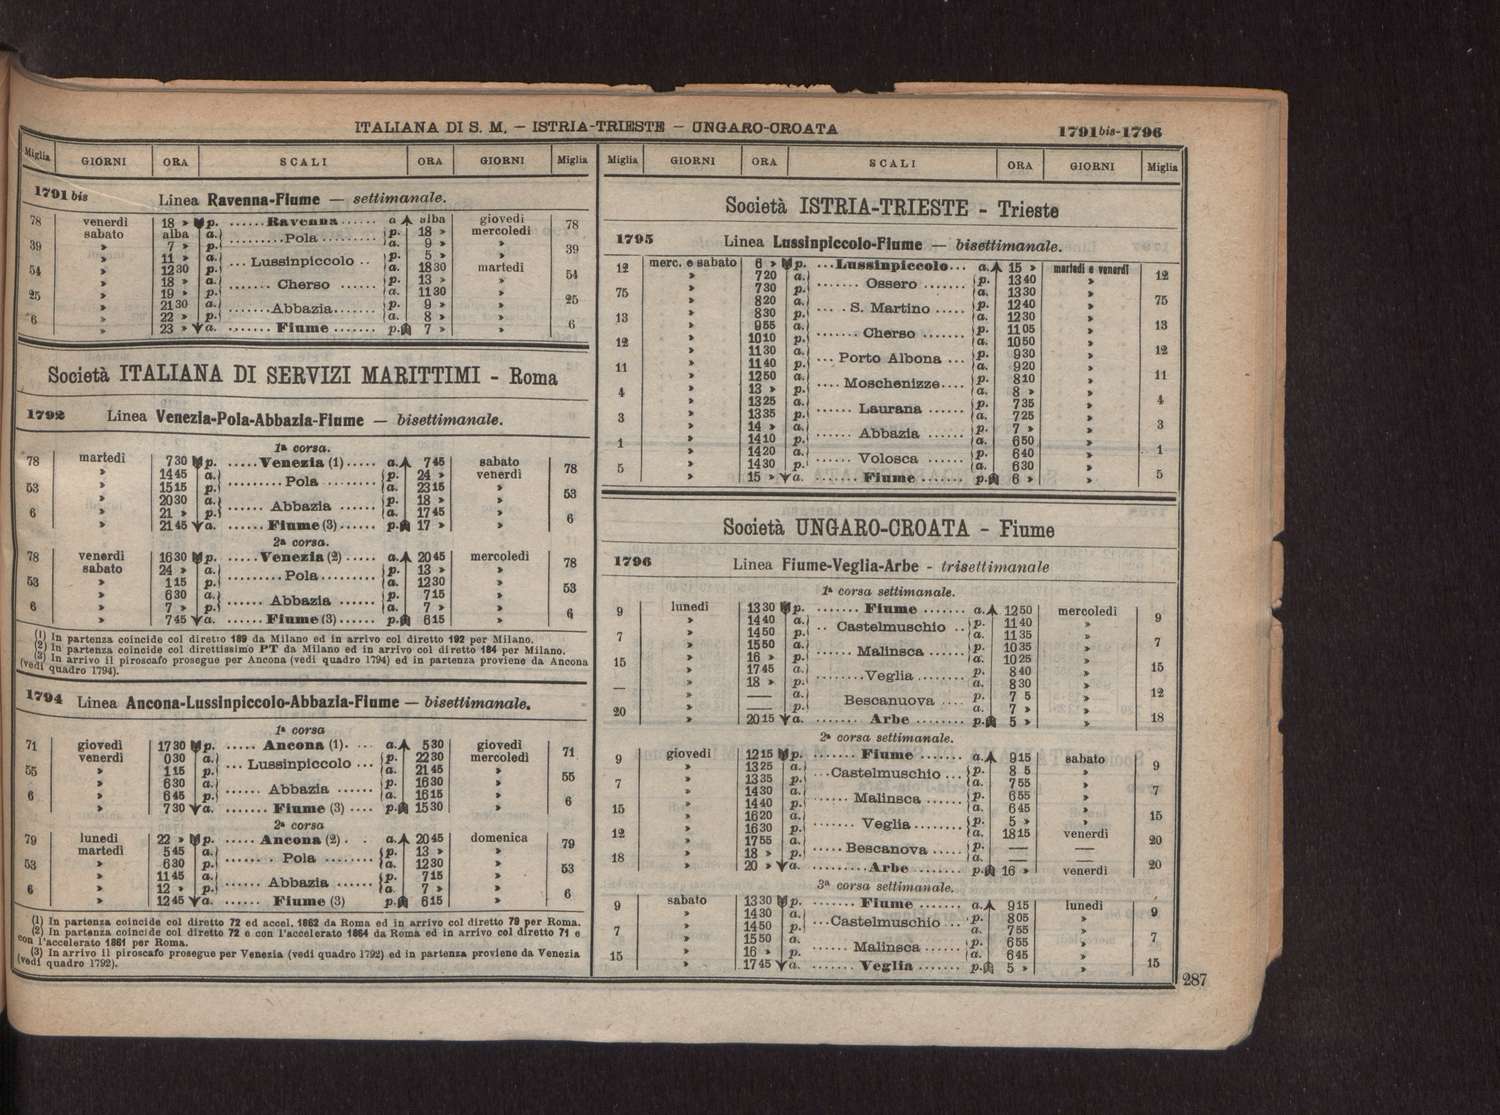 ITALIANA DI S. M. — ISTRIA-TRIESTE — UNGARO-CROATA
1791 bis-1796
Miglia GIORNI ORA SCALI ORA GIORNI Miglia
1791 bis Linea Ravenna-Fiume — settimanale.
78 venerdì 18 » p. ......Ravenna...... a alba giovedì 78
sabato alba a. .........Pola.......... p. 18 » mercoledì
39 » 7 » p. a. 9 » » 39
» 11 » a. ... Lussinpiccolo .. p. 5 » »
54 » 12 30 p. a. 18 30 martedì 54
» 18 » a. ...... Cherso ...... p. 13 » »
25 » 19 » p. a. 11 30 » 25
» 21 30 a. .......Abbazia....... p. 9 » »
6 » 22 » p. a. 8 » » 6
» 23 » a. ....... Fiume ....... p. 7 » »
Società ITALIANA DI SERVIZI MARITTIMI - Roma
1792 Linea Venezia-Pola-Abbazia-Fiume — bisettimanale.
1ª corsa.
78 martedì 7 30 p. ..... Venezia (1)..... a. 7 45 sabato 78
» 14 45 a. ......... Pola ......... p. 24 » venerdì
53 » 15 15 p. a. 23 15 » 53
» 20 30 a. ...... Abbazia ...... p. 18 » »
6 » 21 » p. a. 17 45 » 6
» 21 45 a. ...... Fiume (3)...... p. 17 » »
2ª corsa.
78 venerdì 16 30 p. ..... Venezia (2) ..... a. 20 45 mercoledì 78
sabato 24 » a. .........Pola......... p. 13 » »
53 » 1 15 p. a. 12 30 » 53
» 6 30 a. ...... Abbazia ...... p. 7 15 »
6 » 7 » p. a. 7 » » 6
» 7 45 a. ...... Fiume (3)...... p. 6 15 »
(1) In partenza coincide col diretto 189 da Milano ed in arrivo col diretto 192 per Milano.
(2) In partenza coincide col direttissimo PT da Milano ed in arrivo col diretto 184 per Milano.
(3) In arrivo il piroscafo prosegue per Ancona (vedi quadro 1794) ed in partenza proviene da Ancona
(vedi quadro 1794).
1794 Linea Ancona-Lussinpiccolo-Abbazia-Fiume — bisettimanale.
1ª corsa
71 giovedì 17 30 p. ..... Ancona (1). ... a. 5 30 giovedì 71
venerdì 0 30 a. ... Lussinpiccolo ... p. 22 30 mercoledì
55 » 1 15 p. a. 21 45 » 55
» 6 30 a. ...... Abbazia ...... p. 16 30 »
6 » 6 45 p. a. 16 15 » 6
» 7 30 a. ...... Fiume (3) .... p. 15 30 »
2ª corsa
79 lunedì 22 » p. ..... Ancona (2) . . a. 20 45 domenica 79
martedì 5 45 a. ....... . Pola ......... p. 13 » »
53 » 6 30 p. a. 12 30 » 53
» 11 45 a. ...... Abbazia ...... p. 7 15 »
6 » 12 » p. a. 7 » » 6
» 12 45 a. ...... Fiume (3) p. 6 15 »
(1) In partenza coincide col diretto 72 ed accel. 1862 da Roma ed in arrivo col diretto 79 per Roma.
(2) In partenza coincide col diretto 72 e con l'accelerato 1864 da Roma ed in arrivo col diretto 71 e
con l'accelerato 1861 per Roma.
(3) In arrivo il piroscafo prosegue per Venezia (vedi quadro 1792) ed in partenza proviene da Venezia
(vedi quadro 1792).
Miglia GIORNI ORA SCALI ORA GIORNI Miglia
Società ISTRIA-TRIESTE - Trieste
1795 Linea Lussinpiccolo-Fiume — bisettimanale.
12 merc. e sabato 6 » p. ...Lussinpiccolo... a. 15 » martedì e venerdì 12
» 7 20 a. ....... Ossero ....... p. 13 40 »
75 » 7 30 p. a. 13 30 » 75
» 8 20 a. ..... S. Martino ..... p. 12 40 »
13 » 8 30 p. a. 12 30 » 13
» 9 55 a. ...... Cherso ...... p. 11 05 »
12 » 10 10 p. a. 10 50 » 12
» 11 30 a. ... Porto Albona ... p. 9 30 »
11 » 11 40 p. a. 9 20 » 11
» 12 50 a. .... Moschenizze.... p. 8 10 »
4 » 13 » p. a. 8 » » 4
» 13 25 a. ...... Laurana ...... p. 7 35 »
3 » 13 35 p. a. 7 25 » 3
» 14 » a. ...... Abbazia ...... p. 7 » »
1 » 14 10 p. a. 6 50 » 1
» 14 20 a. ...... Volosca ...... p. 6 40 »
5 » 14 30 p. a. 6 30 » 5
» 15 » a. ....... Fiume ....... p. 6 » »
Società UNGARO-CROATA - Fiume
1796 Linea Fiume-Veglia-Arbe - trisettimanale
1ª corsa settimanale.
9 lunedì 13 30 p. ....... Fiume ....... a. 12 50 mercoledì 9
» 14 40 a. .. Castelmuschio .. p. 11 40 »
7 » 14 50 p. a. 11 35 » 7
» 15 50 a. ...... Malinska ...... p. 10 35 »
15 » 16 » p. a. 10 25 » 15
» 17 45 a. ........Veglia....... p. 8 40 »
— » 18 » p. a. 8 30 » 12
» — a. Bescanuova ..... p. 7 5 »
20 » — p. a. 7 » » 18
» 20 15 a. ....... Arbe ........ p. 5 » »
2ª corsa settimanale.
9 giovedì 12 15 p. ....... Fiume ....... a. 9 15 sabato 9
» 13 25 a. ...Castelmuschio ... p. 8 5 »
7 » 13 35 p. a. 7 55 » 7
» 14 30 a. ...... Malinsca ...... p. 6 55 »
15 » 14 40 p. a. 6 45 » 15
» 16 20 a. ....... Veglia........ p. 5 » »
12 » 16 30 p. a. 18 15 venerdì 20
» 17 55 a. .....Bescanova ..... p. — —
18 » 18 » p. a. — — 20
» 20 » a. ........Arbe........ p. 16 » venerdì
3ª corsa settimanale.
9 sabato 13 30 p. ....... Fiume ....... a. 9 15 lunedì 9
» 14 30 a. ...Castelmuschio ... p. 8 05 »
7 » 14 50 p. a. 7 55 » 7
» 15 50 a. ...... Malinsca ...... p. 6 55 »
15 » 16 » p. a. 6 45 » 15
» 17 45 a. ....... Veglia ....... p. 5 » »
287